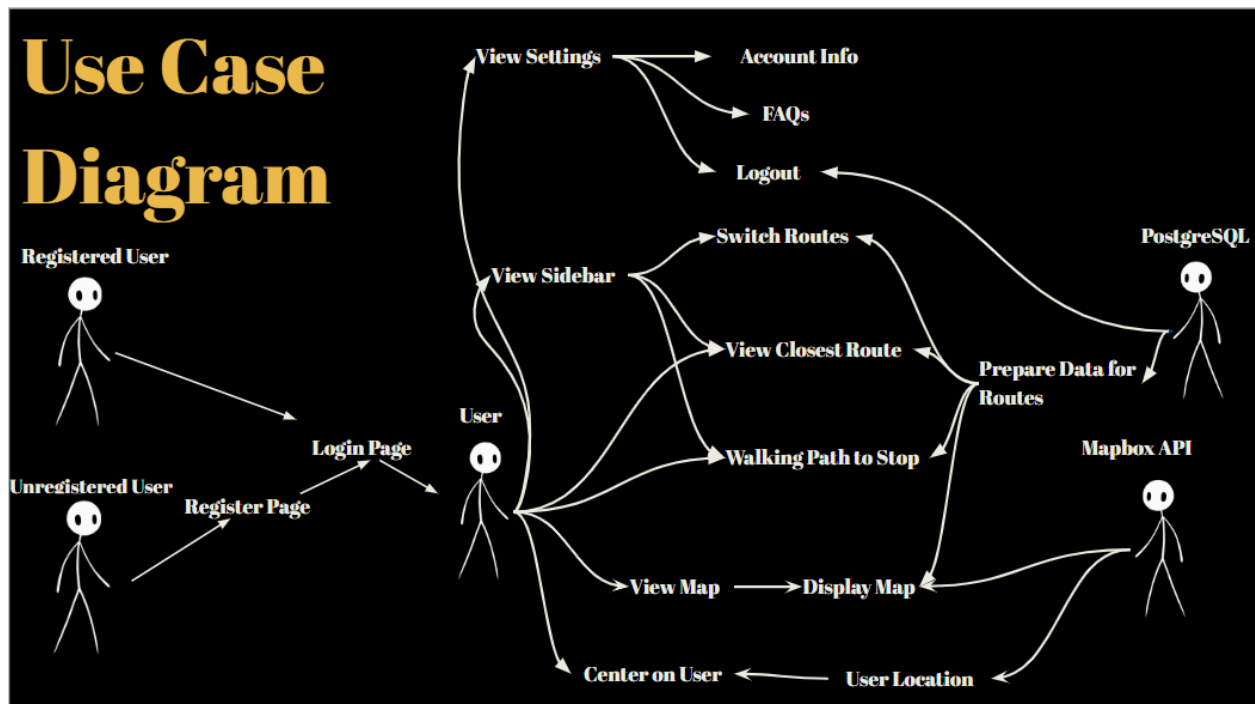 Use Case
Diagram
View Settings
Account Info
FAQs
Logout
Switch Routes
PostgreSQL
Registered User
View Sidebar
View Closest Route
Prepare Data for
Routes
User
Login Page
Walking Path to Stop
Mapbox API
Unregistered User
Register Page
View Map
Display Map
Center on User
User Location